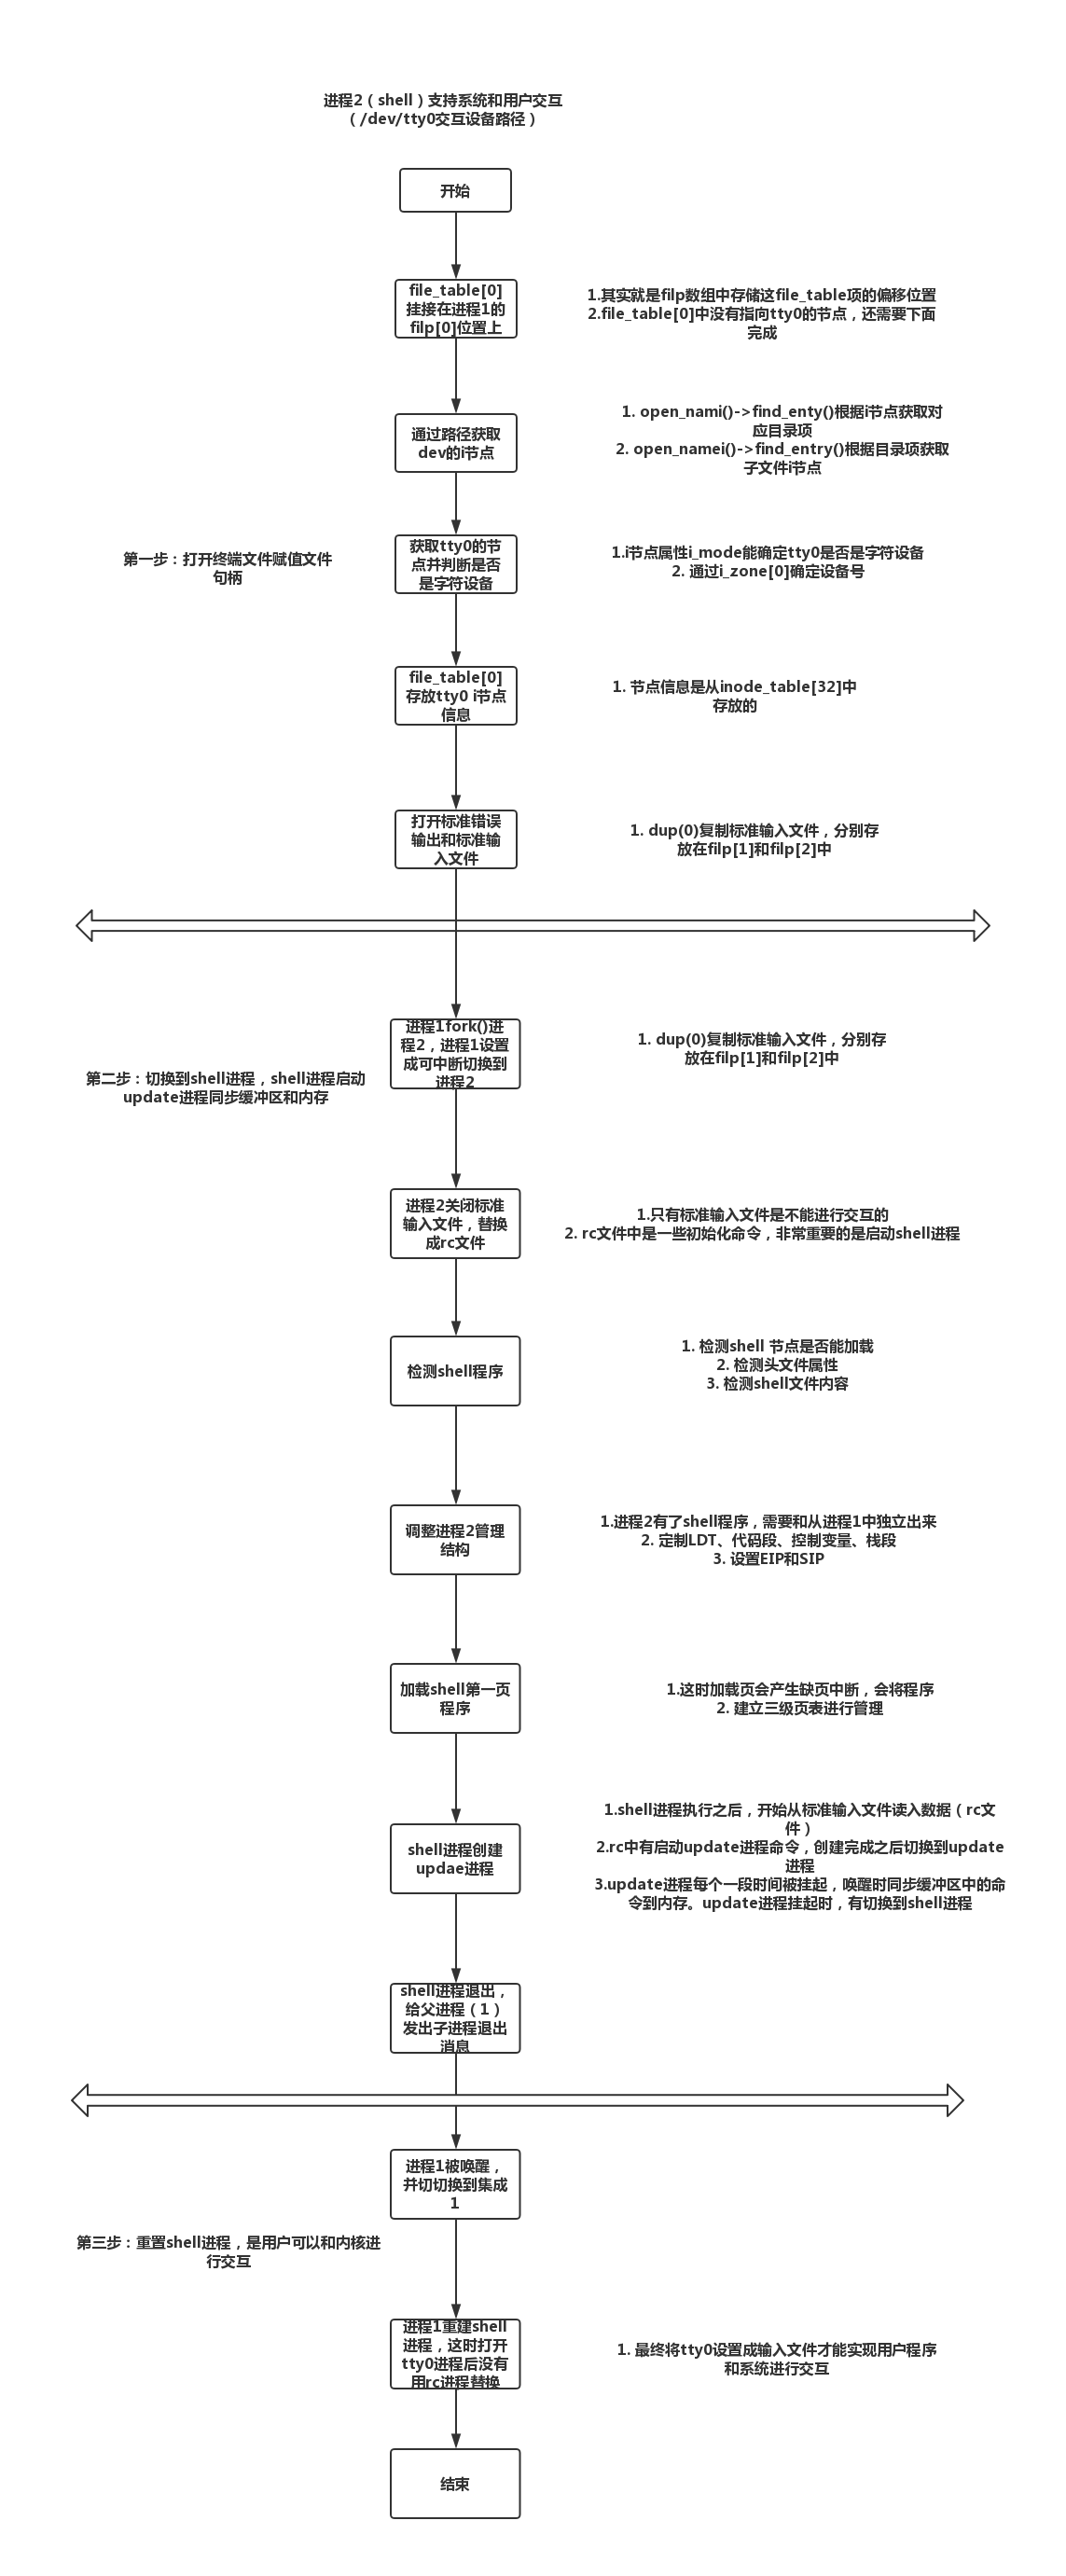 进程2（shell）支持系统和用户交互
（/dev/tty0交互设备路径）
开始
file_table[0]
挂接在进程1的
filp[0]位置上
1.其实就是filp数组中存储这file_table项的偏移位置
2.file_table[0]中没有指向tty0的节点，还需要下面
完成
通过路径获取
dev的i节点
1. open_nami()->find_enty()根据i节点获取对
应目录项
2. open_namei()->find_entry()根据目录项获取
子文件i节点
第一步：打开终端文件赋值文件
句柄
获取tty0的节
点并判断是否
是字符设备
1.i节点属性i_mode能确定tty0是否是字符设备
2. 通过i_zone[0]确定设备号
file_table[0]
存放tty0 i节点
信息
1. 节点信息是从inode_table[32]中
存放的
打开标准错误
输出和标准输
入文件
1. dup(0)复制标准输入文件，分别存
放在filp[1]和filp[2]中
进程1fork()进
程2，进程1设置
成可中断切换到
进程2
1. dup(0)复制标准输入文件，分别存
放在filp[1]和filp[2]中
第二步：切换到shell进程，shell进程启动
update进程同步缓冲区和内存
进程2关闭标准
输入文件，替换
成rc文件
1.只有标准输入文件是不能进行交互的
2. rc文件中是一些初始化命令，非常重要的是启动shell进程
检测shell程序
1. 检测shell 节点是否能加载
2. 检测头文件属性
3. 检测shell文件内容
调整进程2管理
结构
1.进程2有了shell程序，需要和从进程1中独立出来
2. 定制LDT、代码段、控制变量、栈段
3. 设置EIP和SIP
加载shell第一页
程序
1.这时加载页会产生缺页中断，会将程序
2. 建立三级页表进行管理
shell进程创建
updae进程
1.shell进程执行之后，开始从标准输入文件读入数据（rc文
件）
2.rc中有启动update进程命令，创建完成之后切换到update
进程
3.update进程每个一段时间被挂起，唤醒时同步缓冲区中的命
令到内存。update进程挂起时，有切换到shell进程
shell进程退出，
给父进程（1）
发出子进程退出
消息
进程1被唤醒，
并切切换到集成
1
第三步：重置shell进程，是用户可以和内核进
行交互
进程1重建shell
进程，这时打开
tty0进程后没有
用rc进程替换
1. 最终将tty0设置成输入文件才能实现用户程序
和系统进行交互
结束